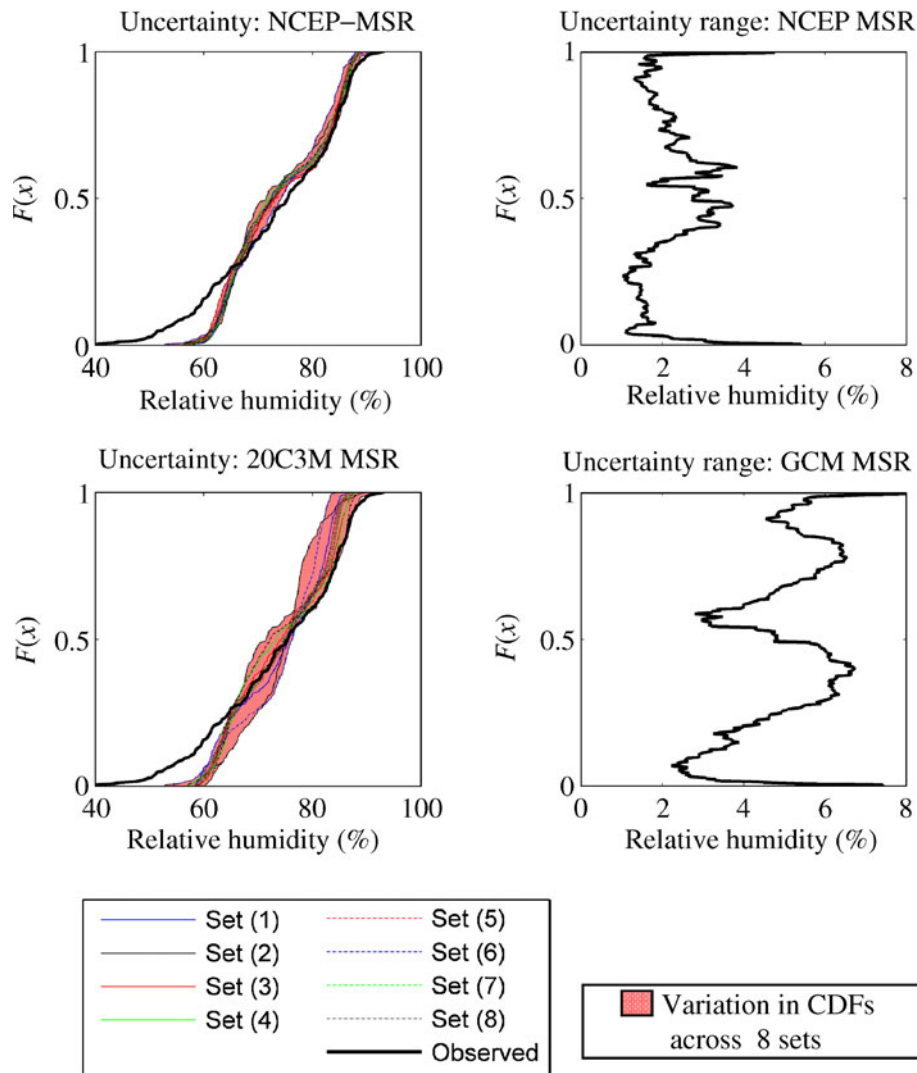 Uncertainty: NCEP–MSR
Uncertainty range: NCEP MSR
1
0.5
0
F(x)
40 60 80 100
Relative humidity (%)
1
0.5
0
F(x)
0 2 4 6 8
Relative humidity (%)
Uncertainty: 20C3M MSR
Uncertainty range: GCM MSR
1
0.5
0
F(x)
40 60 80 100
Relative humidity (%)
1
0.5
0
F(x)
0 2 4 6 8
Relative humidity (%)
Set (1)
Set (2)
Set (3)
Set (4)
Set (5)
Set (6)
Set (7)
Set (8)
Observed
Variation in CDFs
across 8 sets